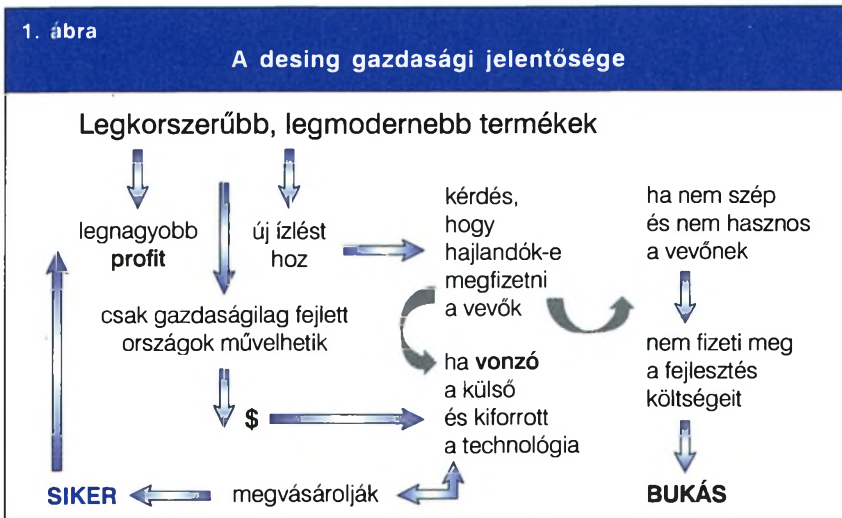 1. ábra
A desing gazdasági jelentősége
Legkorszerűbb, legmodernebb termékek
legnagyobb
profit
új ízlést
hoz
kérdés,
hogy
hajlandók-e
megfizetni
a vevők
ha nem szép
és nem hasznos
a vevőnek
csak gazdaságilag fejlett
országok művelhetik
$
ha vonzó
a külső
és kiforrott
a technológia
nem fizeti meg
a fejlesztés
költségeit
SIKER
megvásárolják
BUKÁS